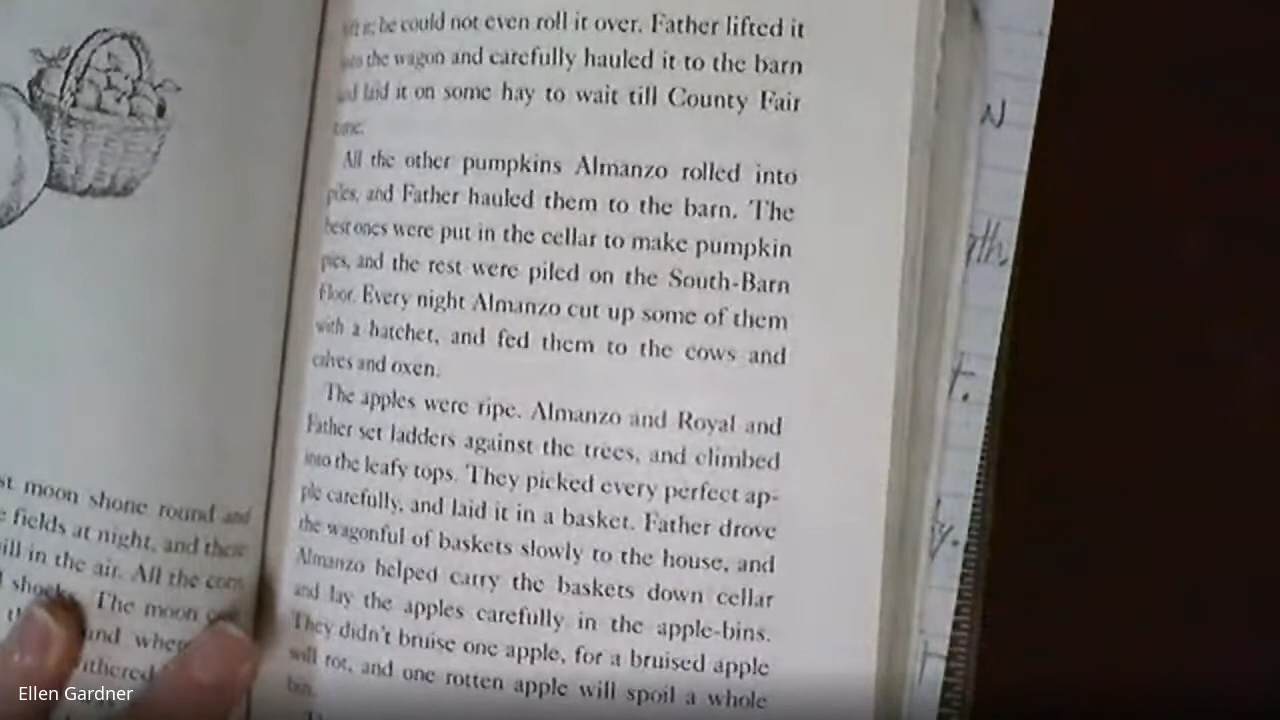 st moon shone round and
fields at night, and there
ill in the air. All the corn
shocks. The moon
and where
withered
it; he could not even roll it over. Father lifted it
into the wagon and carefully hauled it to the barn
and laid it on some hay to wait till County Fair
time.
All the other pumpkins Almanzo rolled into
piles, and Father hauled them to the barn. The
best ones were put in the cellar to make pumpkin
pies, and the rest were piled on the South-Barn
Floor. Every night Almanzo cut up some of them
with a hatchet, and fed them to the cows and
calves and oxen.
The apples were ripe. Almanzo and Royal and
Father set ladders against the trees, and climbed
into the leafy tops. They picked every perfect ap-
ple carefully, and laid it in a basket. Father drove
the wagonful of baskets slowly to the house, and
Almanzo helped carry the baskets down cellar
and lay the apples carefully in the apple-bins.
They didn't bruise one apple, for a bruised apple
will rot, and one rotten apple will spoil a whole
bin.
Ellen Gardner